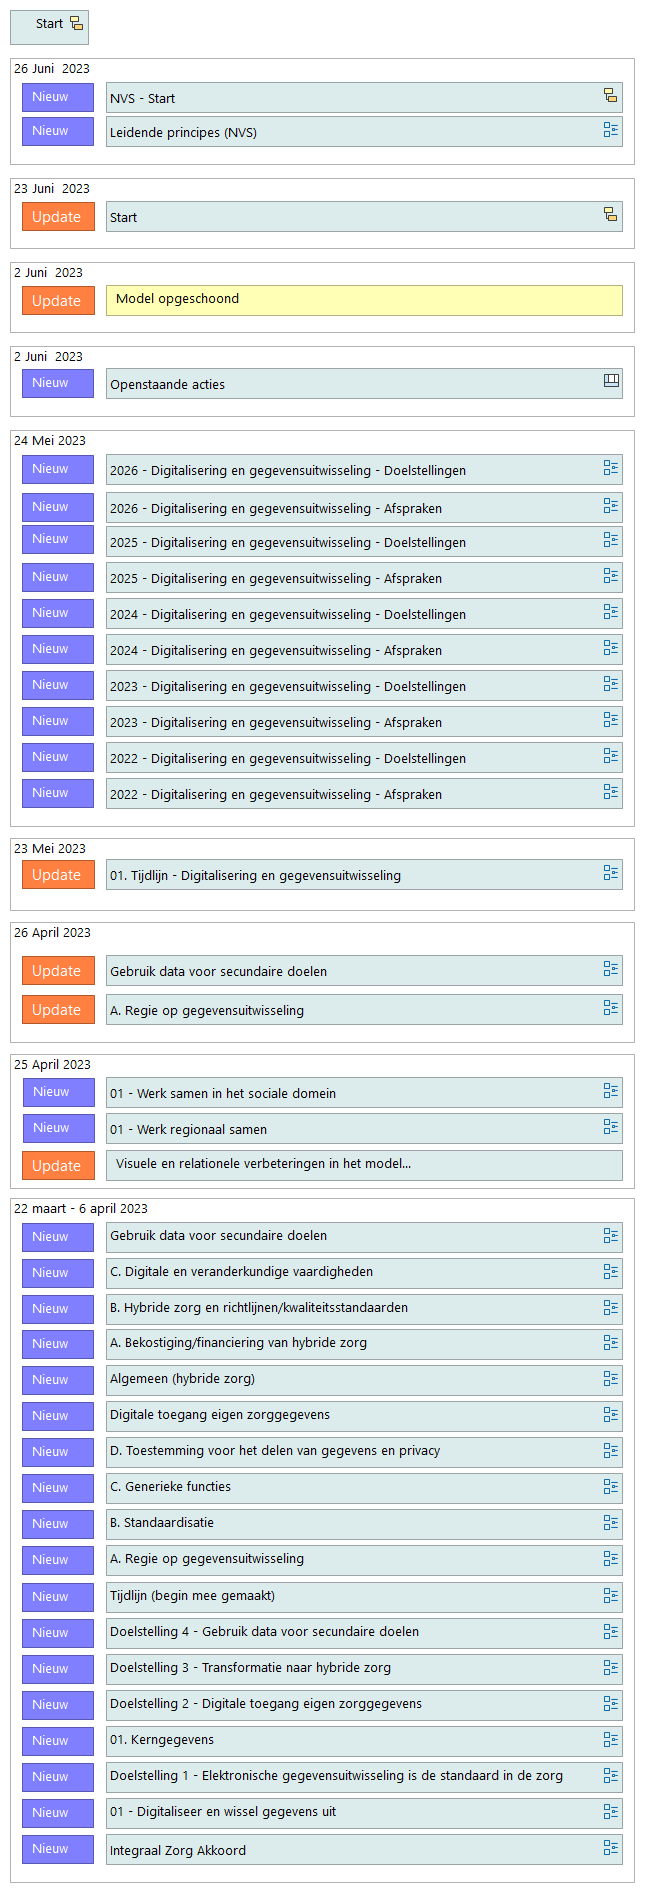 Start
26 Juni  2023
Nieuw
NVS - Start
Nieuw
Leidende principes (NVS)
23 Juni  2023
Update
Start
2 Juni  2023
Update
Model opgeschoond
2 Juni  2023
Nieuw
Openstaande acties
24 Mei 2023
Nieuw
2026 - Digitalisering en gegevensuitwisseling - Doelstellingen
Nieuw
2026 - Digitalisering en gegevensuitwisseling - Afspraken
Nieuw
2025 - Digitalisering en gegevensuitwisseling - Doelstellingen
Nieuw
2025 - Digitalisering en gegevensuitwisseling - Afspraken
Nieuw
2024 - Digitalisering en gegevensuitwisseling - Doelstellingen
Nieuw
2024 - Digitalisering en gegevensuitwisseling - Afspraken
Nieuw
2023 - Digitalisering en gegevensuitwisseling - Doelstellingen
Nieuw
2023 - Digitalisering en gegevensuitwisseling - Afspraken
Nieuw
2022 - Digitalisering en gegevensuitwisseling - Doelstellingen
Nieuw
2022 - Digitalisering en gegevensuitwisseling - Afspraken
23 Mei 2023
Update
01. Tijdlijn - Digitalisering en gegevensuitwisseling
26 April 2023
Update
Gebruik data voor secundaire doelen
Update
A. Regie op gegevensuitwisseling
25 April 2023
Nieuw
01 - Werk samen in het sociale domein
Nieuw
01 - Werk regionaal samen
Update
Visuele en relationele verbeteringen in het model...
22 maart - 6 april 2023
Nieuw
Gebruik data voor secundaire doelen
Nieuw
C. Digitale en veranderkundige vaardigheden
Nieuw
B. Hybride zorg en richtlijnen/kwaliteitsstandaarden
Nieuw
A. Bekostiging/financiering van hybride zorg
Nieuw
Algemeen (hybride zorg)
Nieuw
Digitale toegang eigen zorggegevens
Nieuw
D. Toestemming voor het delen van gegevens en privacy
Nieuw
C. Generieke functies
Nieuw
B. Standaardisatie
Nieuw
A. Regie op gegevensuitwisseling
Nieuw
Tijdlijn (begin mee gemaakt)
Nieuw
Doelstelling 4 - Gebruik data voor secundaire doelen
Nieuw
Doelstelling 3 - Transformatie naar hybride zorg
Nieuw
Doelstelling 2 - Digitale toegang eigen zorggegevens
Nieuw
01. Kerngegevens
Nieuw
Doelstelling 1 - Elektronische gegevensuitwisseling is de standaard in de zorg
Nieuw
01 - Digitaliseer en wissel gegevens uit
Nieuw
Integraal Zorg Akkoord